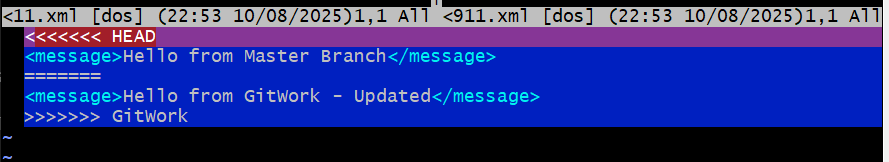 <11.xml [dos] (22:53 10/08/2025)1,1 All <911.xml [dos] (22:53 10/08/2025)1,1 All
<<<<<<< HEAD
<message>Hello from Master Branch</message>
=======
<message>Hello from GitWork - Updated</message>
>>>>>>> GitWork
~
~